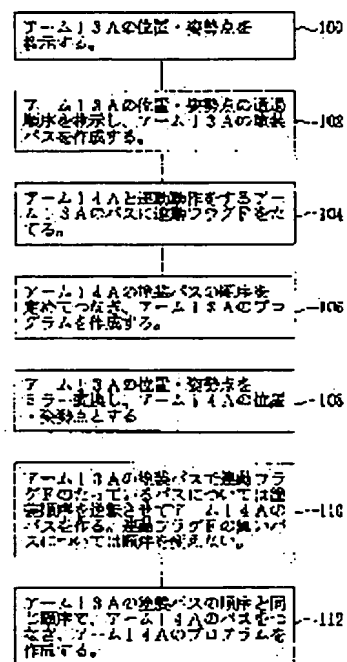 アーム13Aの位置・姿勢点を
指示する。
100
アーム13Aの位置・姿勢点の通過
順序を指示し、アーム13Aの塗装
パスを作成する。
102
アーム14Aと連動動作をするアー
ム13Aのパスに連動フラグFをた
てる。
104
の塗装パスの順序を
定めてつなぎ、アーム13Aのプロ
グラムを作成する。
106
アーム13Aの位置・姿勢点を
ミラー変換し、アーム14Aの位置
・姿勢点とする
108
アーム13Aの塗装パスで連動フラ
グFのたっているパスについては塗
装順序を逆転させてアーム14Aの
パスを作る。連動フラグFの無いパ
スについては順序を変えない。
110
アーム13Aの塗装パスの順序と同
じ順序で、アーム14Aのパスをつ
なぎ、アーム14Aのプログラムを
作成する。
112